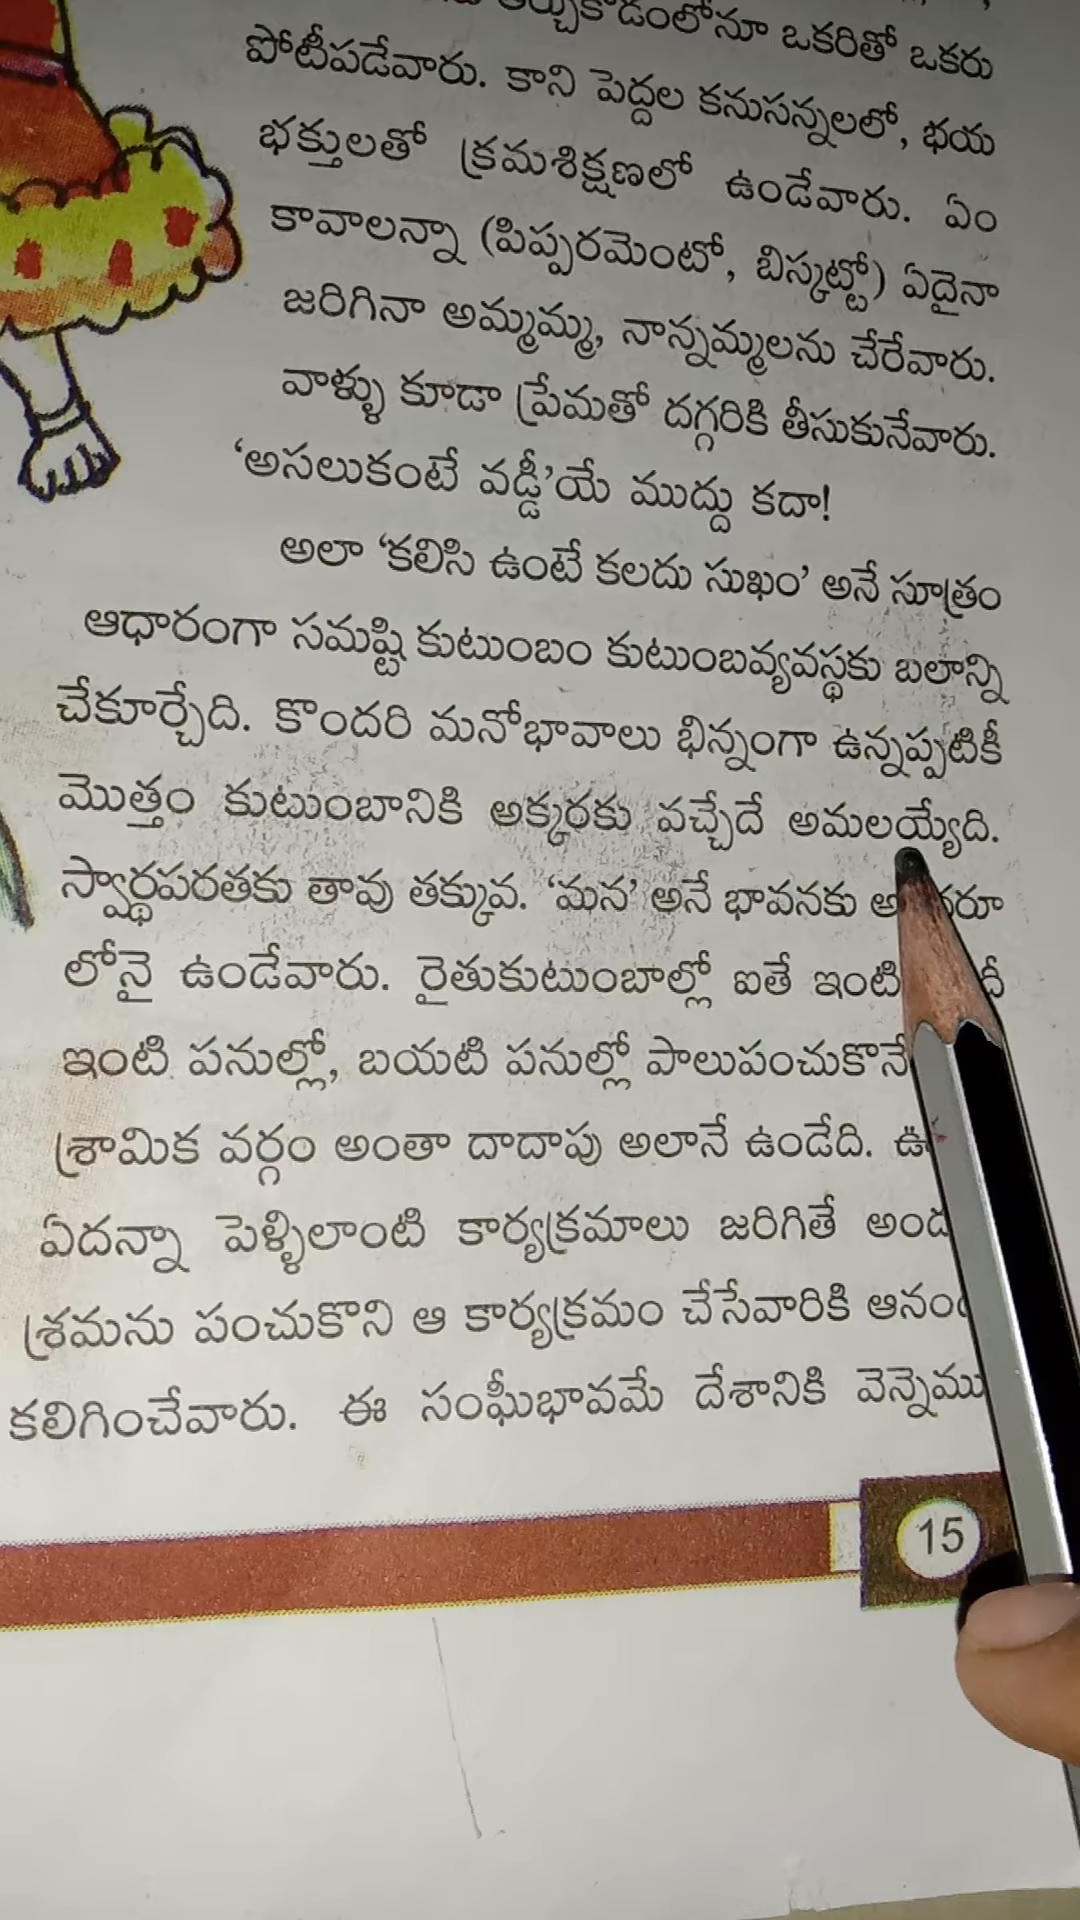 ఒకరితో ఒకరు
పోటీపడేవారు. కాని పెద్దల కనుసన్నలలో, భయ
భక్తులతో క్రమశిక్షణలో ఉండేవారు. ఏం
కావాలన్నా (పిప్పరమెంటో, బిస్కట్టో) ఏదైనా
జరిగినా అమ్మమ్మ, నాన్నమ్మలను చేరేవారు.
వాళ్ళు కూడా ప్రేమతో దగ్గరికి తీసుకునేవారు.
‘అసలుకంటే వడ్డీ’యే ముద్దు కదా!
అలా ‘కలిసి ఉంటే కలదు సుఖం’ అనే సూత్రం
ఆధారంగా సమష్టి కుటుంబం కుటుంబవ్యవస్థకు బలాన్ని
చేకూర్చేది. కొందరి మనోభావాలు భిన్నంగా ఉన్నప్పటికీ
మొత్తం కుటుంబానికి అక్కరకు వచ్చేదే అమలయ్యేది.
స్వార్థపరతకు తావు తక్కువ. ‘మన’ అనే భావనకు
లోనై ఉండేవారు. రైతుకుటుంబాల్లో ఐతే ఇంటి
ఇంటి పనుల్లో, బయటి పనుల్లో పాలుపంచుకొనే
శ్రామిక వర్గం అంతా దాదాపు అలానే ఉండేది.
ఏదన్నా పెళ్ళిలాంటి కార్యక్రమాలు జరిగితే
శ్రమను పంచుకొని ఆ కార్యక్రమం చేసేవారికి
కలిగించేవారు. ఈ సంఘీభావమే దేశానికి వెన్నెము
15